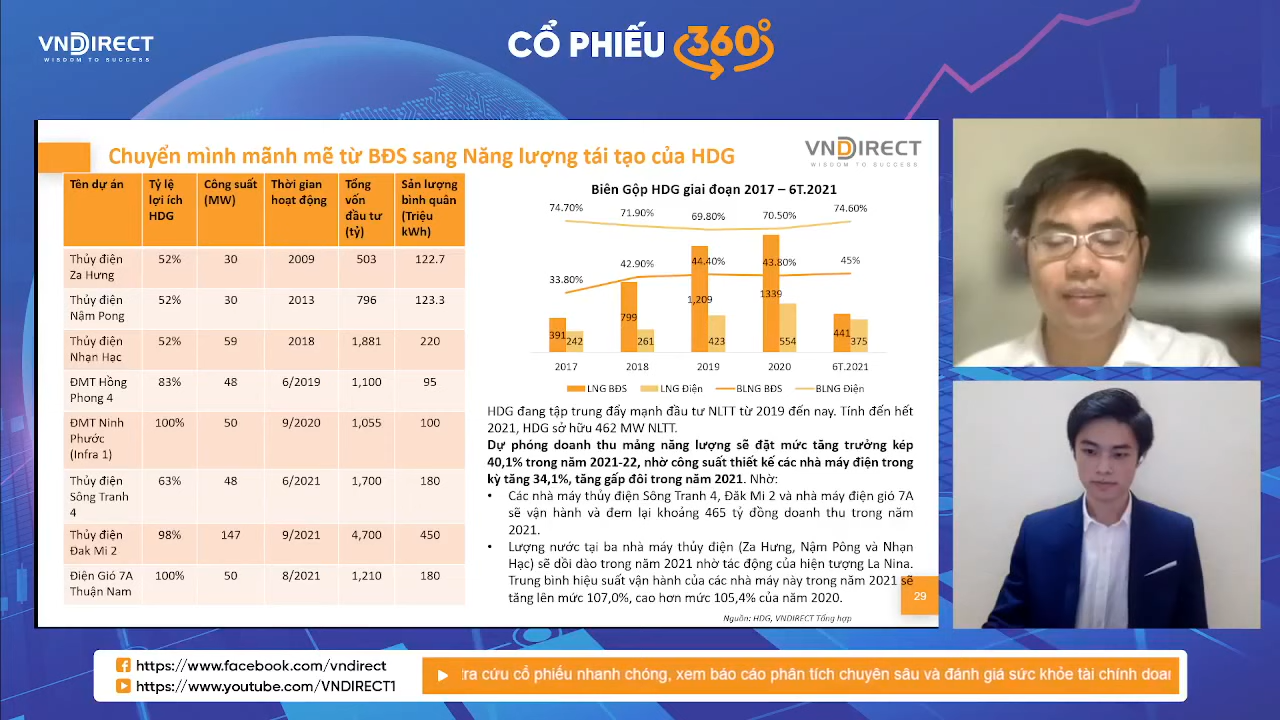 VNDIRECT
WISDOM TO SUCCESS
CỔ PHIẾU 360°
Chuyển mình mãnh mẽ từ BĐS sang Năng lượng tái tạo của HDG
VNDIRECT
WISDOM TO SUCCESS
Tên dự án Tỷ lệ lợi ích HDG Công suất (MW) Thời gian hoạt động Tổng vốn đầu tư (tỷ) Sản lượng bình quân (Triệu kWh)
Thủy điện Za Hưng 52% 30 2009 503 122.7
Thủy điện Nậm Pong 52% 30 2013 796 123.3
Thủy điện Nhạn Hạc 52% 59 2018 1,881 220
ĐMT Hồng Phong 4 83% 48 6/2019 1,100 95
ĐMT Ninh Phước (Infra 1) 100% 50 9/2020 1,055 100
Thủy điện Sông Tranh 4 63% 48 6/2021 1,700 180
Thủy điện Đak Mi 2 98% 147 9/2021 4,700 450
Điện Gió 7A Thuận Nam 100% 50 8/2021 1,210 180
Biên Gộp HDG giai đoạn 2017 – 6T.2021
74.70% 71.90% 69.80% 70.50% 74.60%
33.80% 42.90% 44.40% 43.80% 45%
391 242 799 261 1,209 423 1339 554 441 375
2017 2018 2019 2020 6T.2021
LNG BĐS LNG Điện BLNG BĐS BLNG Điện
HDG đang tập trung đẩy mạnh đầu tư NLTT từ 2019 đến nay. Tính đến hết
2021, HDG sở hữu 462 MW NLTT.
Dự phóng doanh thu mảng năng lượng sẽ đạt mức tăng trưởng kép
40,1% trong năm 2021-22, nhờ công suất thiết kế các nhà máy điện trong
kỳ tăng 34,1%, tăng gấp đôi trong năm 2021. Nhờ:
• Các nhà máy thủy điện Sông Tranh 4, Đăk Mi 2 và nhà máy điện gió 7A
sẽ vận hành và đem lại khoảng 465 tỷ đồng doanh thu trong năm
2021.
• Lượng nước tại ba nhà máy thủy điện (Za Hưng, Nậm Pông và Nhạn
Hạc) sẽ dồi dào trong năm 2021 nhờ tác động của hiện tượng La Nina.
Trung bình hiệu suất vận hành của các nhà máy này trong năm 2021 sẽ
tăng lên mức 107,0%, cao hơn mức 105,4% của năm 2020.
29
Nguồn: HDG, VNDIRECT Tổng hợp
https://www.facebook.com/vndirect
https://www.youtube.com/VNDIRECT1
tra cứu cổ phiếu nhanh chóng, xem báo cáo phân tích chuyên sâu và đánh giá sức khỏe tài chính doan